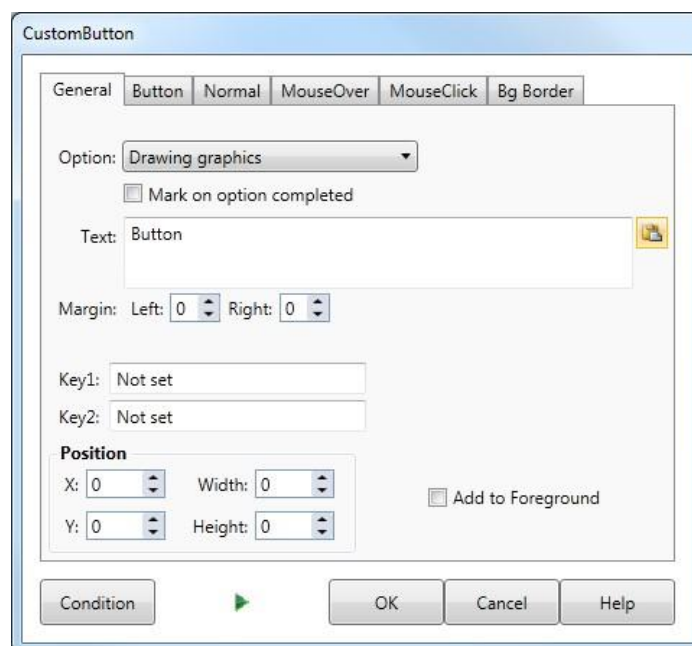 CustomButton
General Button Normal MouseOver MouseClick Bg Border
Option: Drawing graphics
Mark on option completed
Text: Button
Margin: Left: 0 Right: 0
Key1: Not set
Key2: Not set
Position
X: 0 Width: 0
Y: 0 Height: 0
Add to Foreground
Condition OK Cancel Help